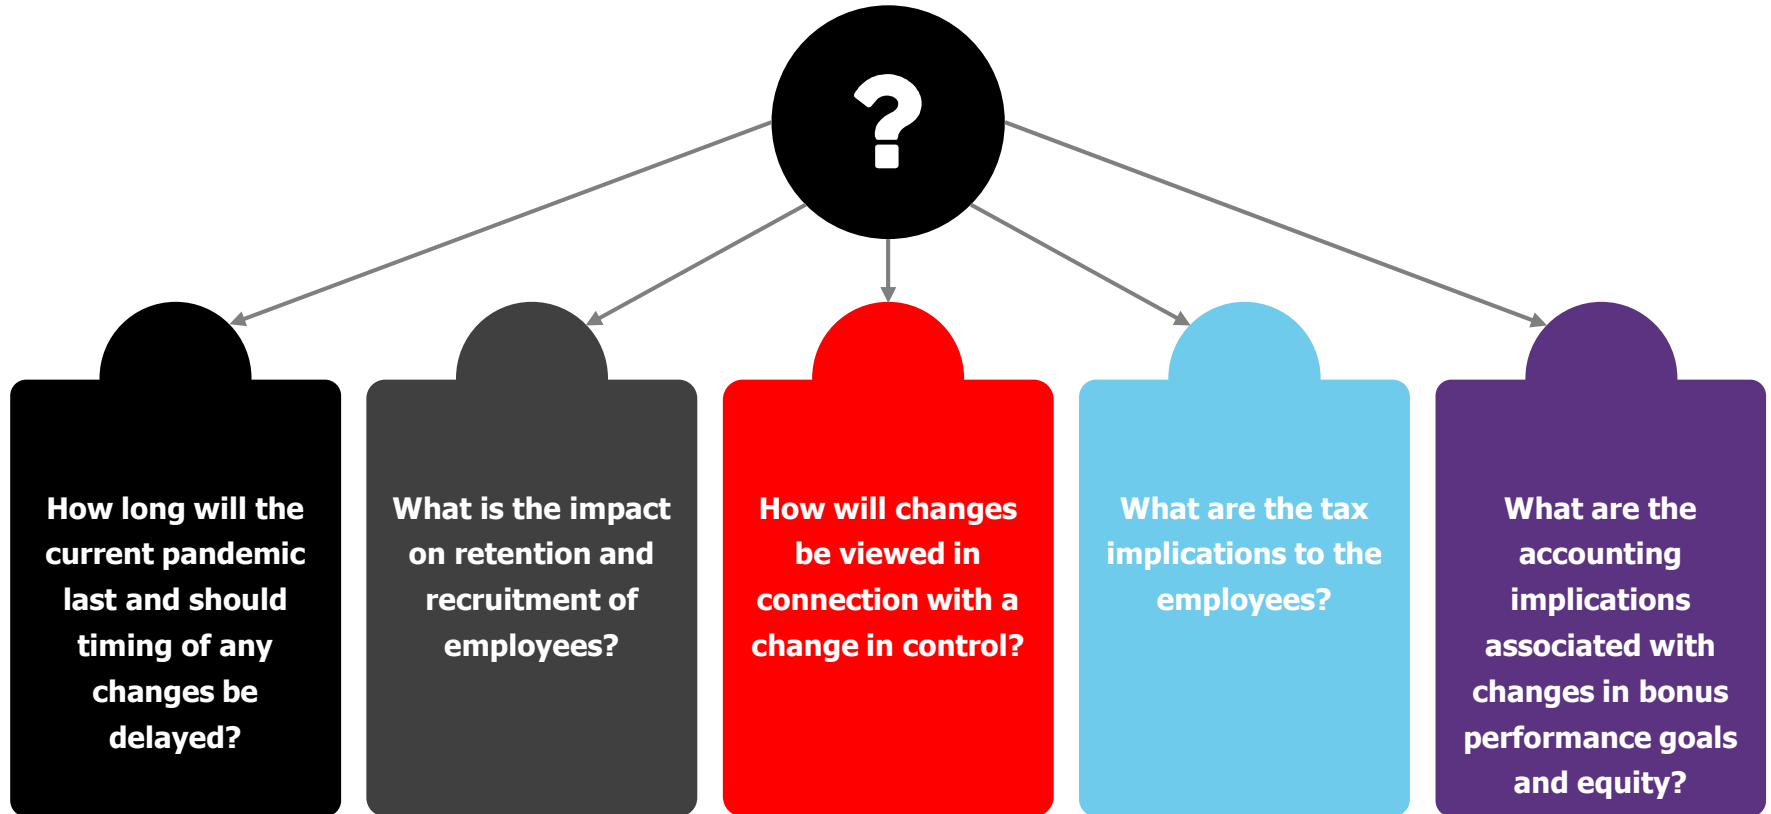 ?
How long will the
current pandemic
last and should
timing of any
changes be
delayed?
What is the impact
on retention and
recruitment of
employees?
How will changes
be viewed in
connection with a
change in control?
What are the tax
implications to the
employees?
What are the
accounting
implications
associated with
changes in bonus
performance goals
and equity?